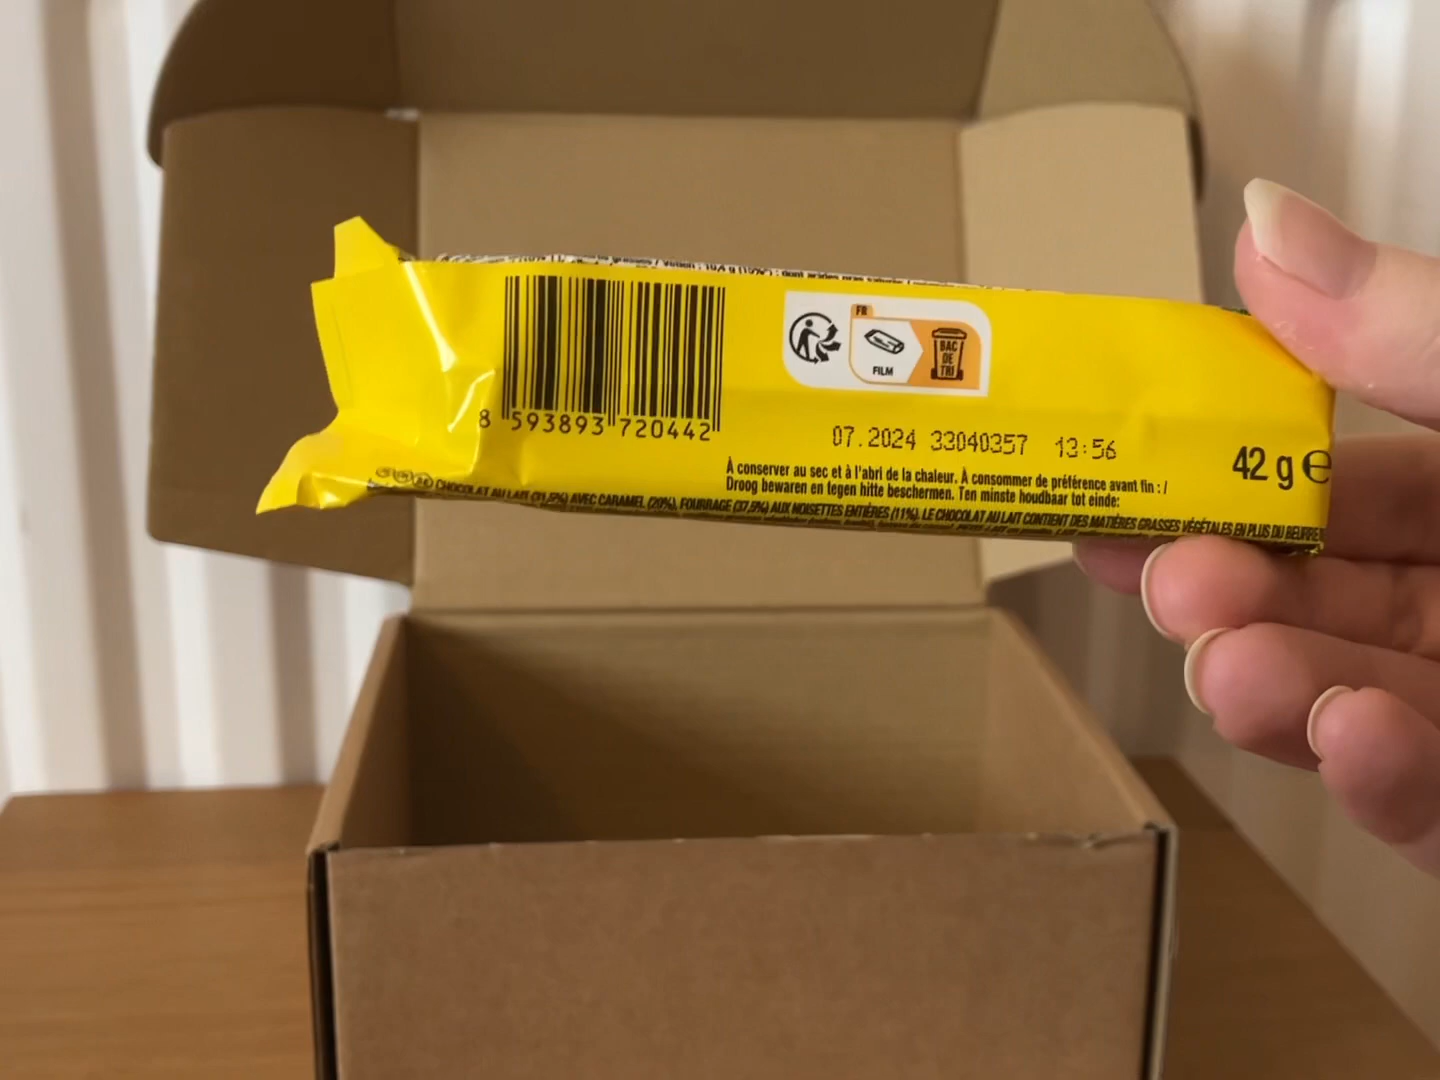 FR
FILM
BAC
DE
TRI
8 593893 720442
07.2024 33040357 13:56
42 g e
À conserver au sec et à l'abri de la chaleur. À consommer de préférence avant fin : /
Droog bewaren en tegen hitte beschermen. Ten minste houdbaar tot einde:
CHOCOLAT AU LAIT (31,5%) AVEC CARAMEL (20%), FOURRAGE (37,5%) AUX NOISETTES ENTIÈRES (11%). LE CHOCOLAT AU LAIT CONTIENT DES MATIÈRES GRASSES VÉGÉTALES EN PLUS DU BEURRE